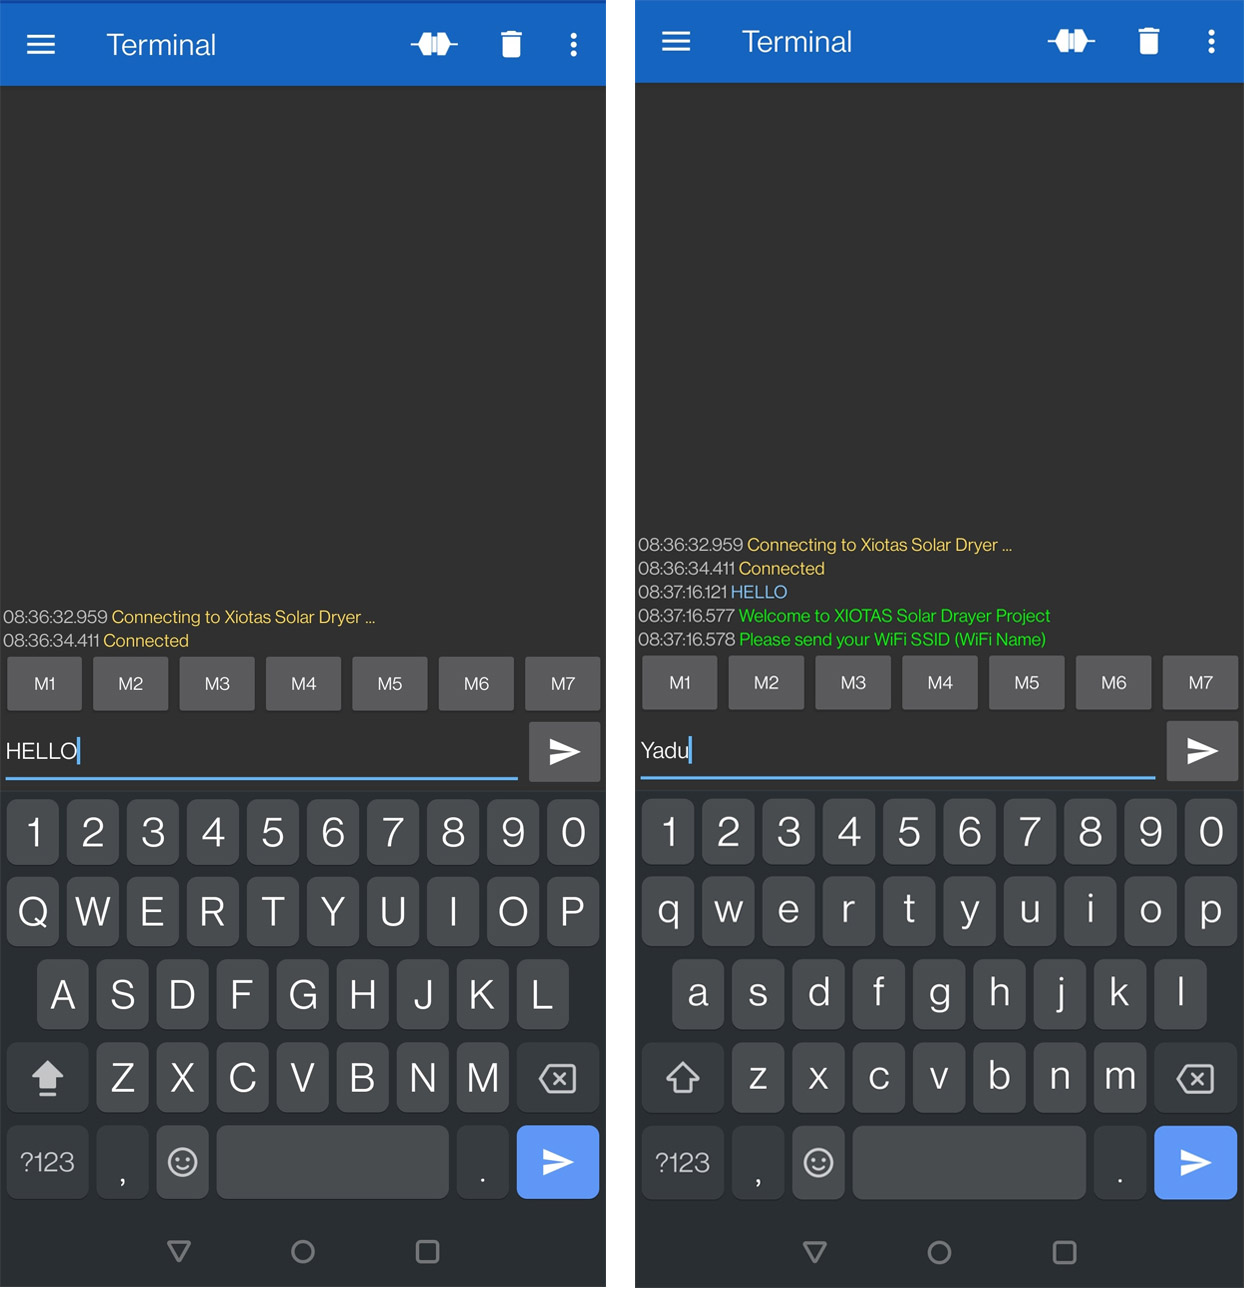 Terminal
08:36:32.959 Connecting to Xiotas Solar Dryer ...
08:36:34.411 Connected
M1 M2 M3 M4 M5 M6 M7
HELLO
1 2 3 4 5 6 7 8 9 0
Q W E R T Y U I O P
A S D F G H J K L
Z X C V B N M
?123 , .
Terminal
08:36:32.959 Connecting to Xiotas Solar Dryer ...
08:36:34.411 Connected
08:37:16.121 HELLO
08:37:16.577 Welcome to XIOTAS Solar Drayer Project
08:37:16.578 Please send your WiFi SSID (WiFi Name)
M1 M2 M3 M4 M5 M6 M7
Yadu
1 2 3 4 5 6 7 8 9 0
q w e r t y u i o p
a s d f g h j k l
z x c v b n m
?123 , .